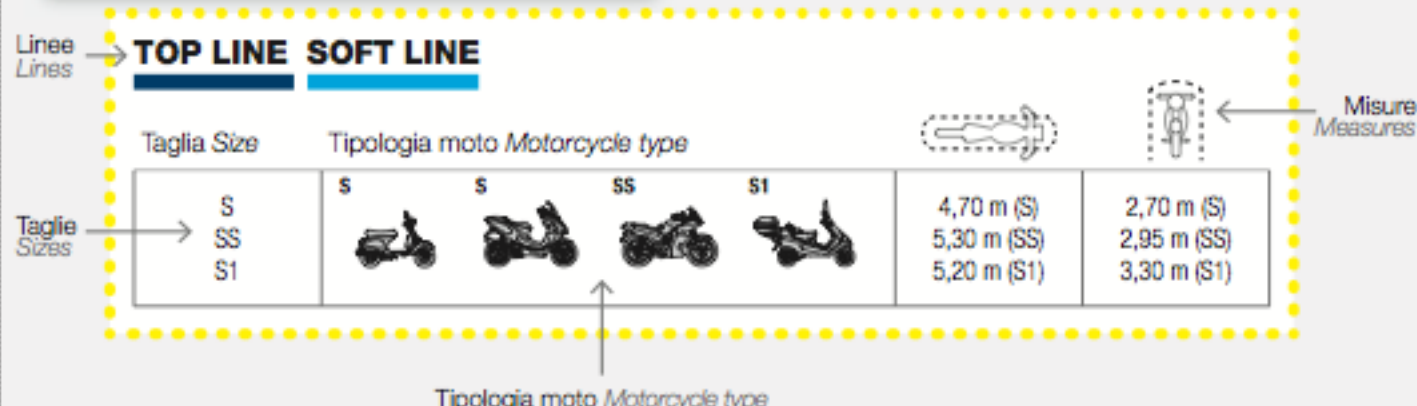 Linee
Lines
TOP LINE SOFT LINE
Misure
Measures
Taglia Size
Tipologia moto Motorcycle type
S S SS S1
Taglie
Sizes
S
SS
S1
4,70 m (S)
5,30 m (SS)
5,20 m (S1)
2,70 m (S)
2,95 m (SS)
3,30 m (S1)
Tipologia moto Motorcycle type